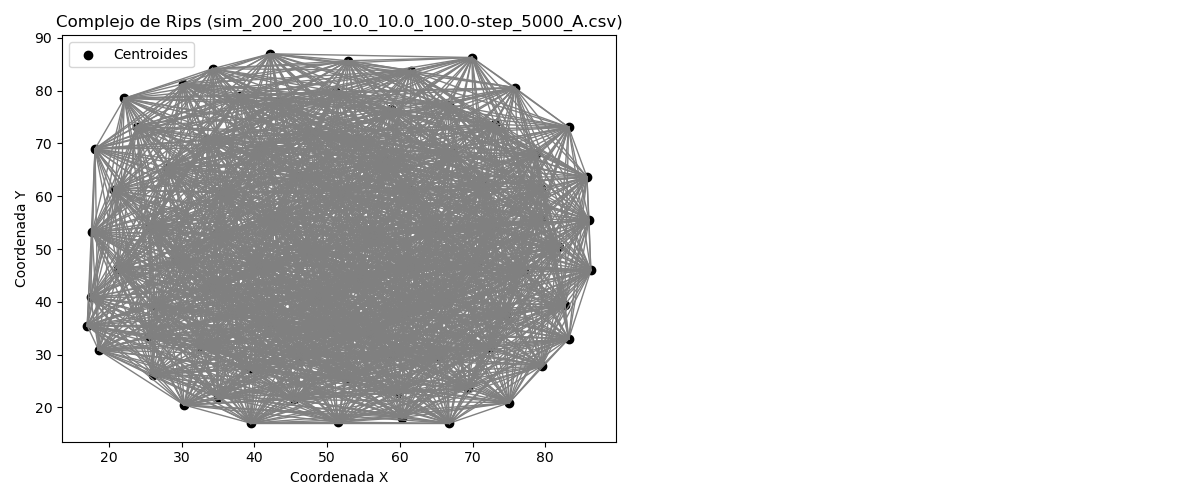 Complejo de Rips (sim_200_200_10.0_10.0_100.0-step_5000_A.csv)
Centroides
90
80
70
60
50
40
30
20
Coordenada Y
20 30 40 50 60 70 80
Coordenada X